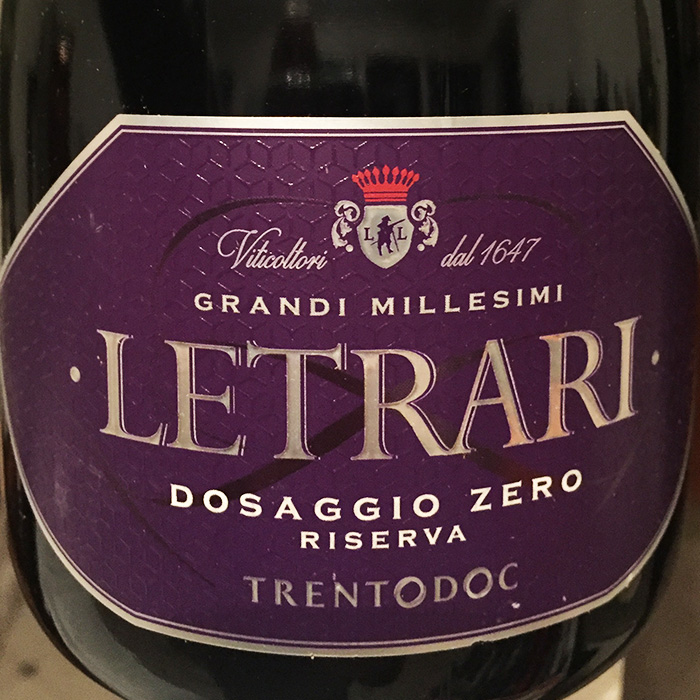 L L
Viticoltori dal 1647
GRANDI MILLESIMI
LETRARI
DOSAGGIO ZERO
RISERVA
TRENTODOC